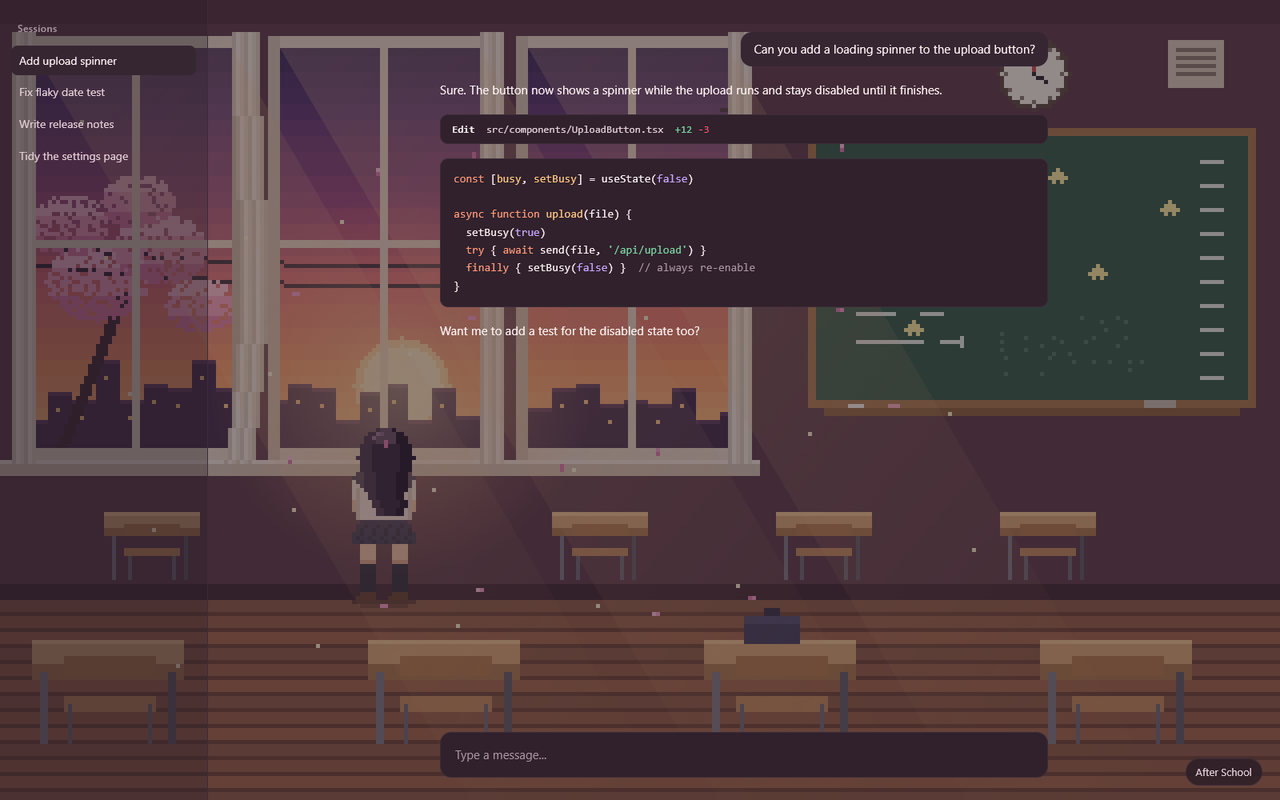 Sessions
Add upload spinner
Fix flaky date test
Write release notes
Tidy the settings page
Can you add a loading spinner to the upload button?
Sure. The button now shows a spinner while the upload runs and stays disabled until it finishes.
Edit src/components/UploadButton.tsx +12 -3
const [busy, setBusy] = useState(false)
async function upload(file) {
  setBusy(true)
  try { await send(file, '/api/upload') }
  finally { setBusy(false) }  // always re-enable
}
Want me to add a test for the disabled state too?
Type a message...
After School